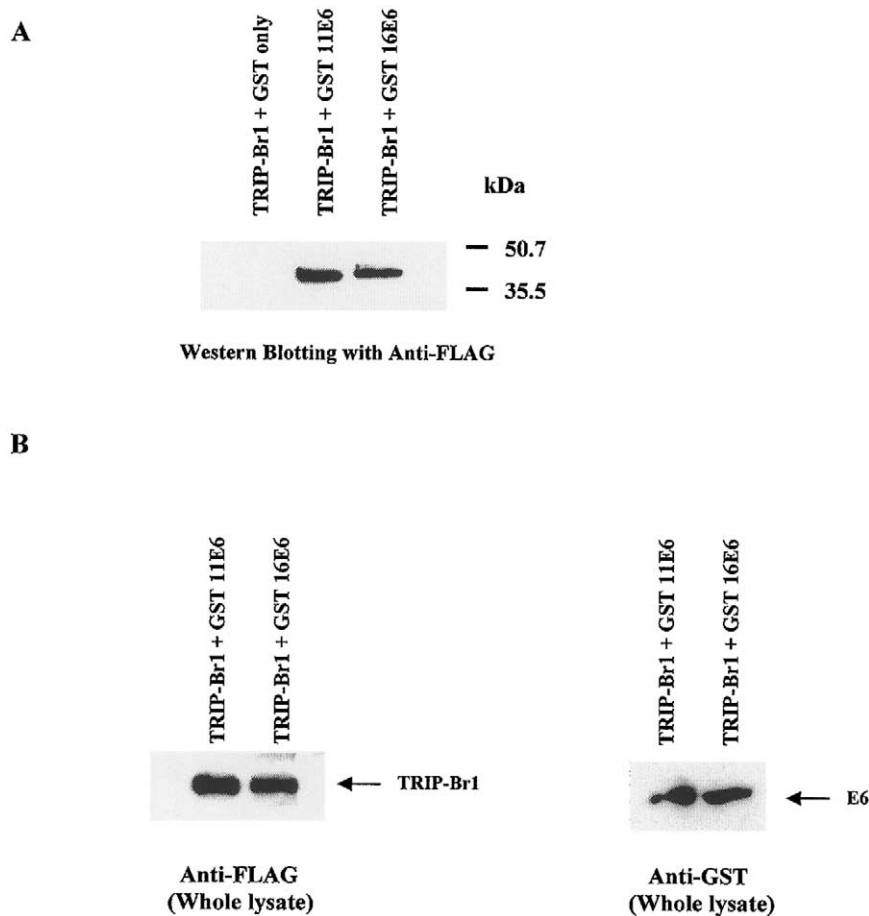 A
TRIP-Br1 + GST only
TRIP-Br1 + GST 11E6
TRIP-Br1 + GST 16E6
kDa
50.7
35.5
Western Blotting with Anti-FLAG
B
TRIP-Br1 + GST 11E6
TRIP-Br1 + GST 16E6
TRIP-Br1
Anti-FLAG
(Whole lysate)
TRIP-Br1 + GST 11E6
TRIP-Br1 + GST 16E6
E6
Anti-GST
(Whole lysate)